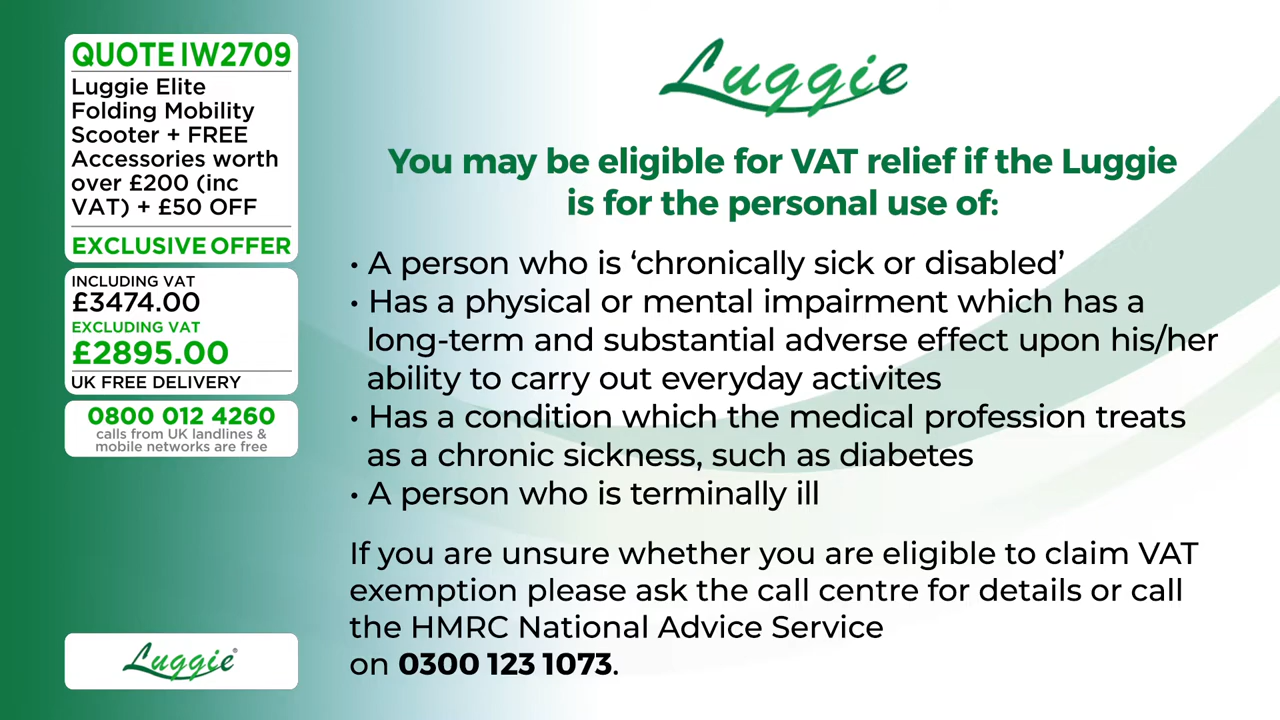 QUOTE IW2709
Luggie Elite
Folding Mobility
Scooter + FREE
Accessories worth
over £200 (inc
VAT) + £50 OFF
EXCLUSIVE OFFER
INCLUDING VAT
£3474.00
EXCLUDING VAT
£2895.00
UK FREE DELIVERY
0800 012 4260
calls from UK landlines &
mobile networks are free
Luggie®
Luggie
You may be eligible for VAT relief if the Luggie
is for the personal use of:
• A person who is ‘chronically sick or disabled’
• Has a physical or mental impairment which has a
long-term and substantial adverse effect upon his/her
ability to carry out everyday activites
• Has a condition which the medical profession treats
as a chronic sickness, such as diabetes
• A person who is terminally ill
If you are unsure whether you are eligible to claim VAT
exemption please ask the call centre for details or call
the HMRC National Advice Service
on 0300 123 1073.